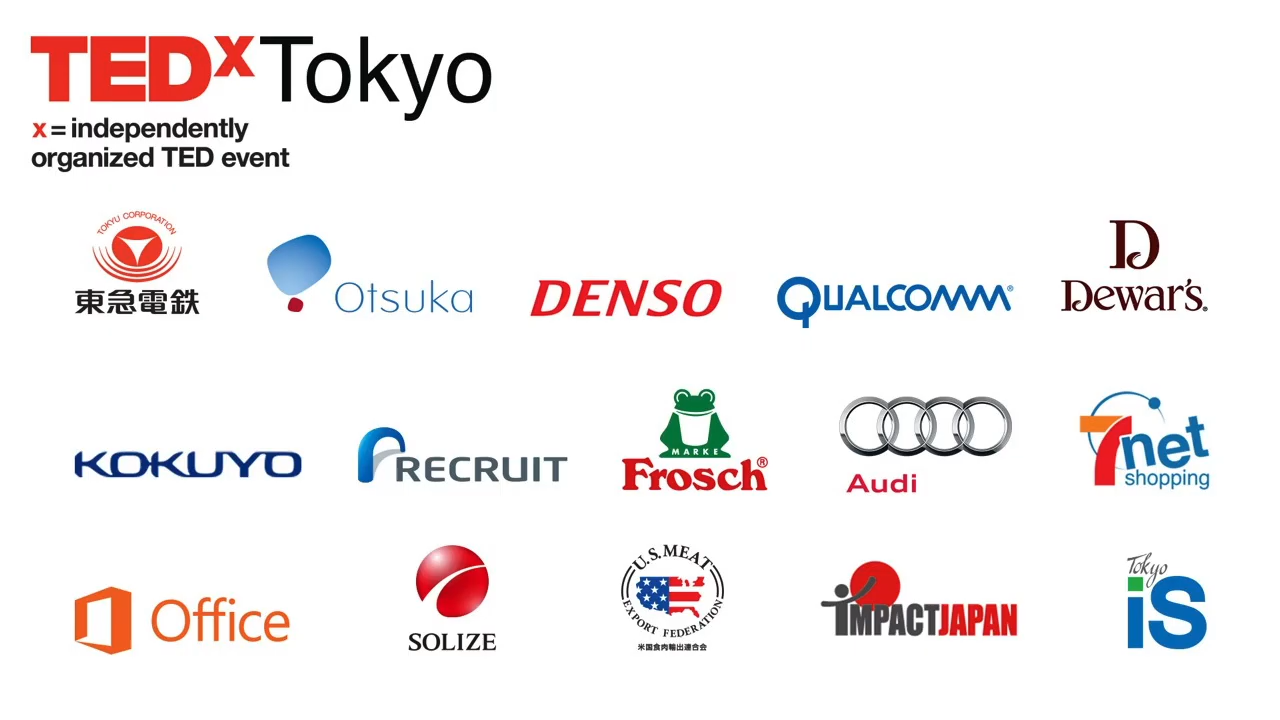 TEDxTokyo
x = independently
organized TED event
TOKYU CORPORATION
東急電鉄
Otsuka
DENSO
QUALCOMM®
D
DEWAR'S®
KOKUYO
RECRUIT
MARKE
Frosch®
Audi
7net
shopping
Office
SOLIZE
U.S. MEAT
EXPORT FEDERATION
米国食肉輸出連合会
IMPACTJAPAN
Tokyo
iS